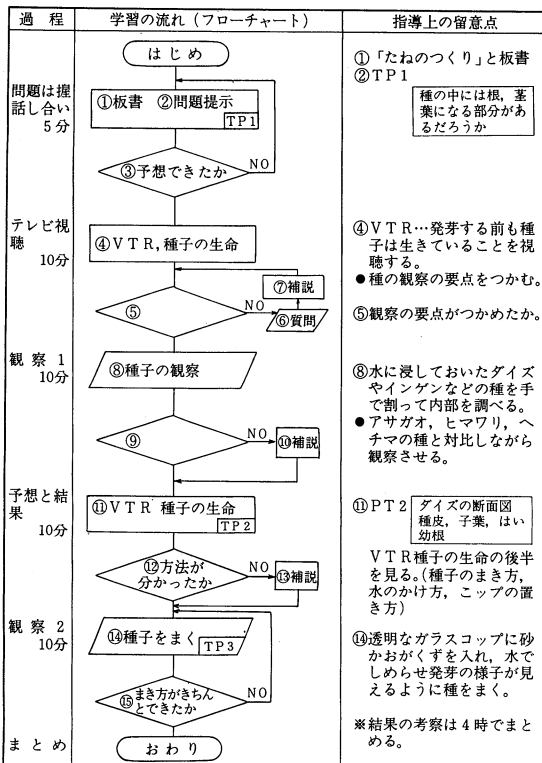 過 程 学習の流れ(フローチャート) 指導上の留意点
は じ め
問題は握
話し合い
5分
①板書 ②問題提示
TP1
③予想できたか
NO
①「たねのつくり」と板書
②TP1
種の中には根,茎
葉になる部分があ
るだろうか
テレビ視
聴
10分
④VTR,種子の生命
⑦補説
⑤
NO
⑥質問
④VTR…発芽する前も種
子は生きていることを視
聴する。
●種の観察の要点をつかむ。
⑤観察の要点がつかめたか。
観 察 1
10分
⑧種子の観察
⑨
NO
⑩補説
⑧水に浸しておいたダイズ
やインゲンなどの種を手
で割って内部を調べる。
●アサガオ,ヒマワリ,ヘ
チマの種と対比しながら
観察させる。
予想と結
果
10分
⑪VTR 種子の生命
TP2
⑫方法が
分かったか
NO
⑬補説
⑪PT2
ダイズの断面図
種皮,子葉,はい
幼根
VTR種子の生命の後半
を見る。(種子のまき方,
水のかけ方,こップの置
き方)
観 察 2
10分
⑭種子をまく
TP3
⑮まき方がきちん
とできたか
NO
⑭透明なガラスコップに砂
かおがくずを入れ,水で
しめらせ発芽の様子が見
えるように種をまく。
※結果の考察は4時でまと
める。
ま と め
お わ り